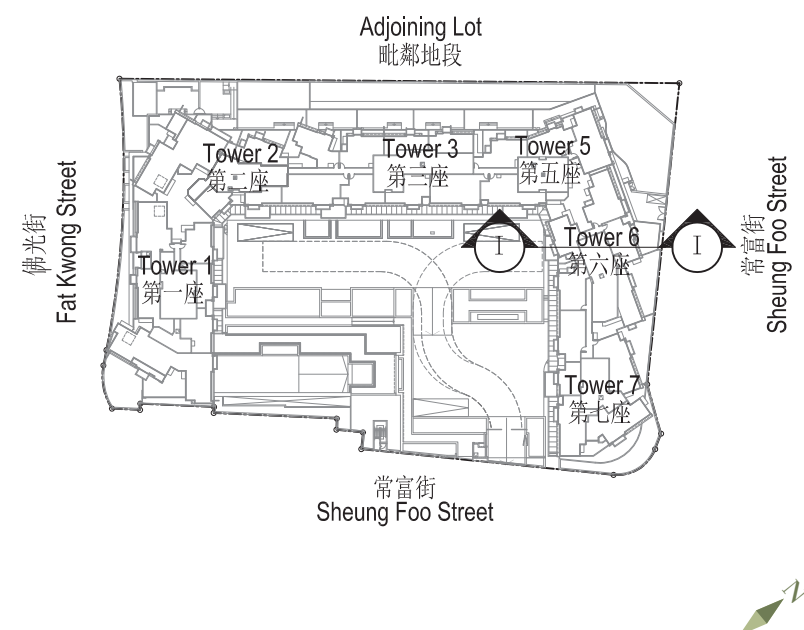 Adjoining Lot
毗鄰地段
Tower 2
第二座
Tower 3
第三座
Tower 5
第五座
佛光街
Fat Kwong Street
常富街
Sheung Foo Street
I
Tower 6
第六座
I
Tower 1
第一座
Tower 7
第七座
常富街
Sheung Foo Street
N